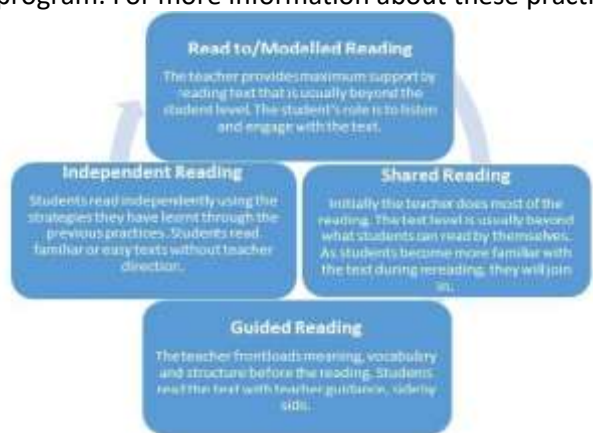 program. For more information about these practi
Read to/Modelled Reading
The teacher provides maximum support by
reading text that is usually beyond the
student level. The student's role is to listen
and engage with the text.
Independent Reading
Students read independently using the
strategies they have learnt through the
previous practices. Students read
familiar or easy texts without teacher
direction.
Shared Reading
Initially the teacher does most of the
reading. The text level is usually beyond
what students can read by themselves.
As students become more familiar with
the text during rereading, they will join
in.
Guided Reading
The teacher frontloads meaning, vocabulary
and structure before the reading. Students
read the text with teacher guidance, side by
side.